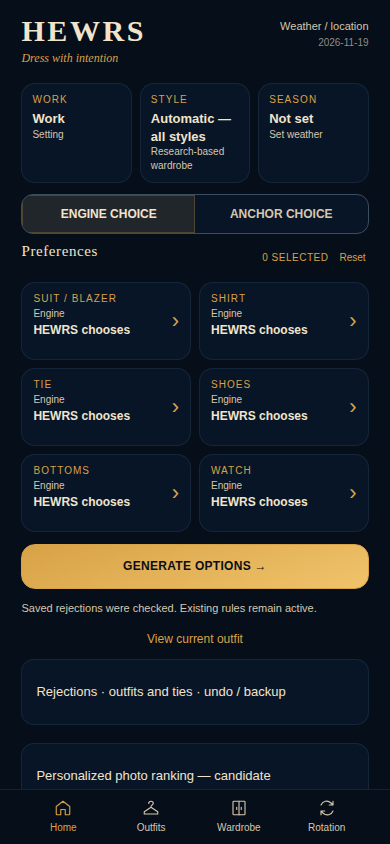 HEWRS
Dress with intention
Weather / location
2026-11-19
WORK
Work
Setting
STYLE
Automatic —
all styles
Research-based
wardrobe
SEASON
Not set
Set weather
ENGINE CHOICE
ANCHOR CHOICE
Preferences
0 SELECTED
Reset
SUIT / BLAZER
Engine
HEWRS chooses
›
SHIRT
Engine
HEWRS chooses
›
TIE
Engine
HEWRS chooses
›
SHOES
Engine
HEWRS chooses
›
BOTTOMS
Engine
HEWRS chooses
›
WATCH
Engine
HEWRS chooses
›
GENERATE OPTIONS →
Saved rejections were checked. Existing rules remain active.
View current outfit
Rejections · outfits and ties · undo / backup
Personalized photo ranking — candidate
Home
Outfits
Wardrobe
Rotation